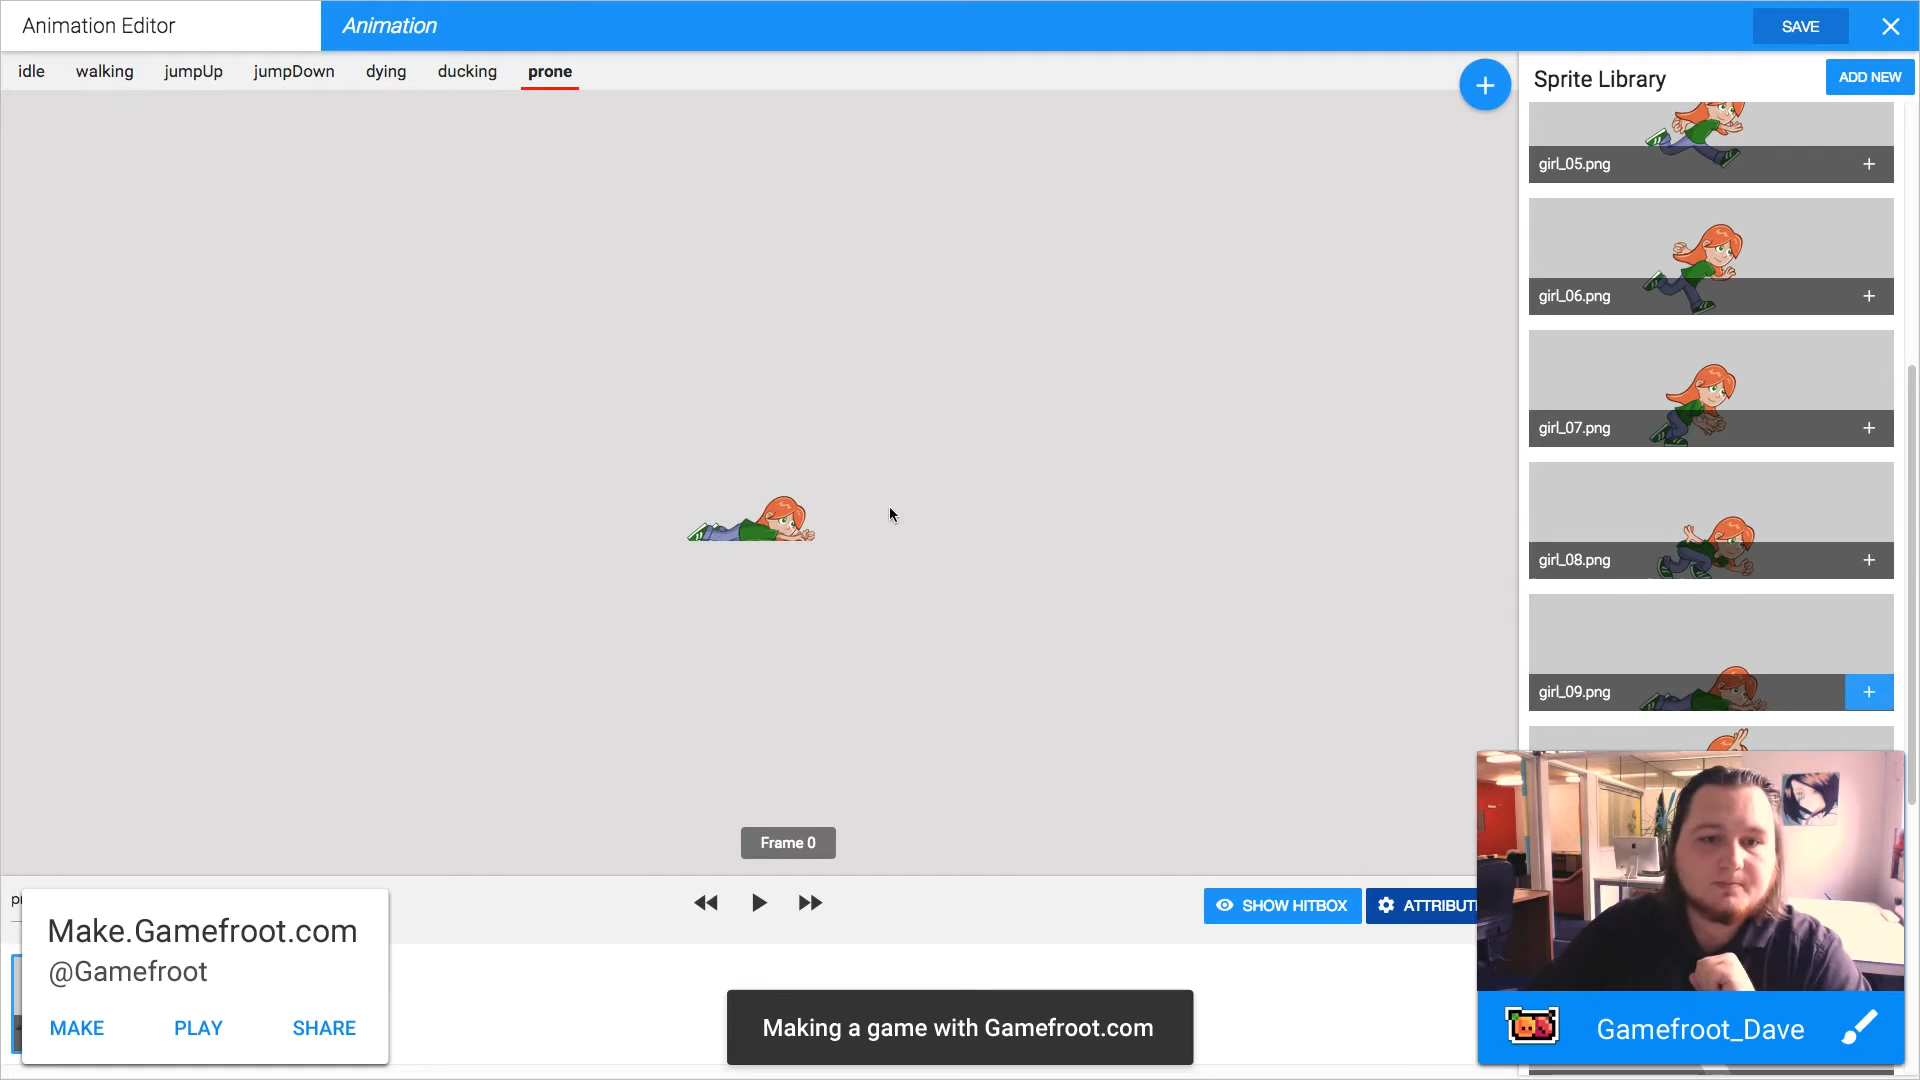 Animation Editor
Animation
SAVE
idle walking jumpUp jumpDown dying ducking prone
Sprite Library
ADD NEW
girl_05.png
girl_06.png
girl_07.png
girl_08.png
girl_09.png
Frame 0
SHOW HITBOX
ATTRIBUT
Make.Gamefroot.com
@Gamefroot
MAKE PLAY SHARE
Making a game with Gamefroot.com
Gamefroot_Dave